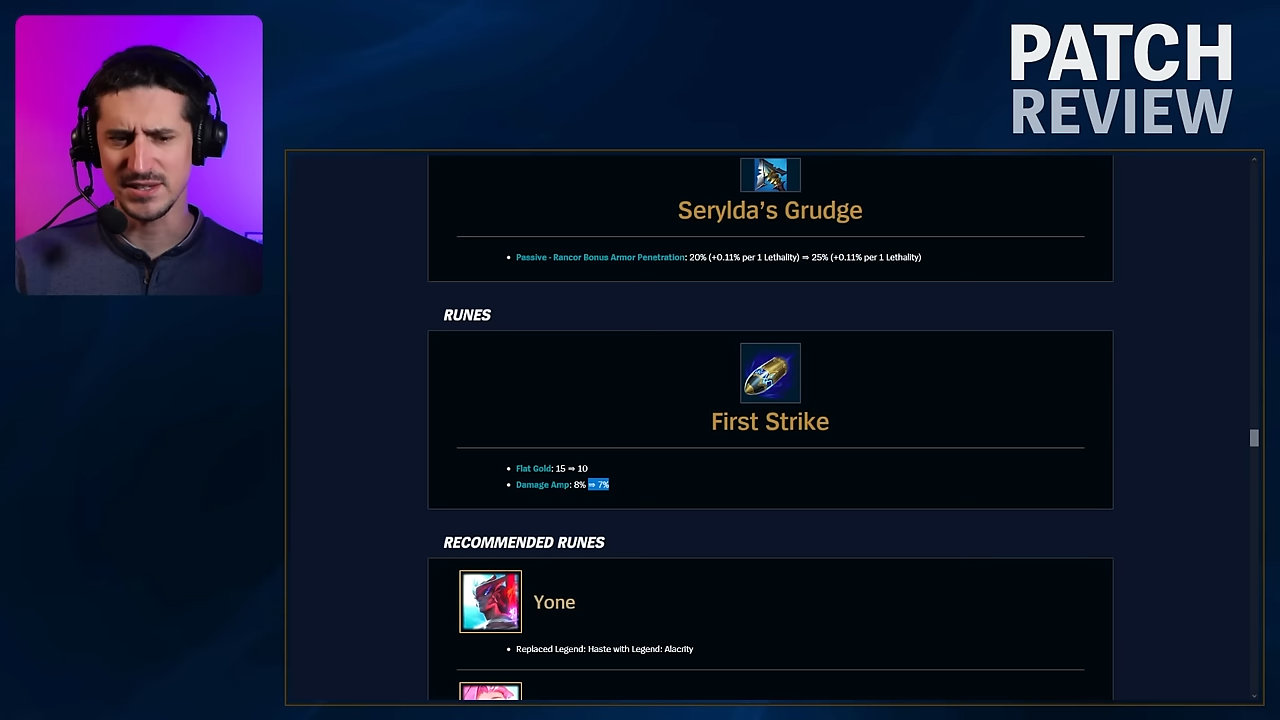 PATCH
REVIEW
Serylda's Grudge
• Passive - Rancor Bonus Armor Penetration: 20% (+0.11% per 1 Lethality) ⇒ 25% (+0.11% per 1 Lethality)
RUNES
First Strike
• Flat Gold: 15 ⇒ 10
• Damage Amp: 8% ⇒ 7%
RECOMMENDED RUNES
Yone
• Replaced Legend: Haste with Legend: Alacrity